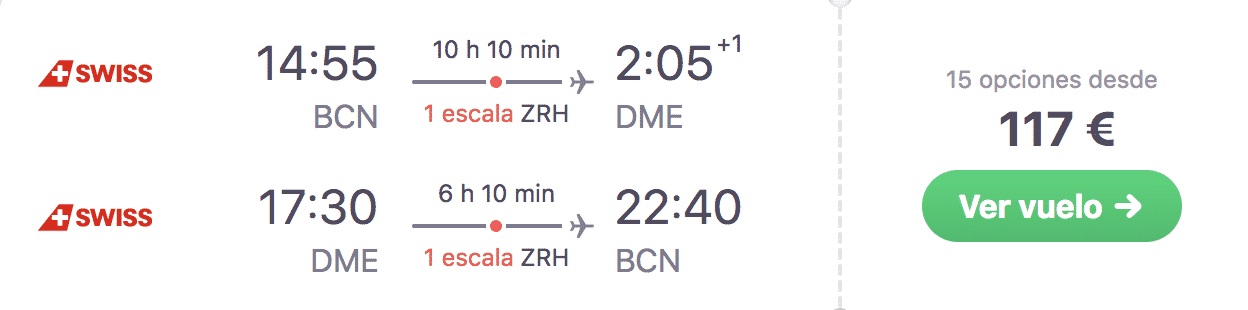 SWISS
14:55
BCN
10 h 10 min
1 escala ZRH
2:05+1
DME
SWISS
17:30
DME
6 h 10 min
1 escala ZRH
22:40
BCN
15 opciones desde
117 €
Ver vuelo →